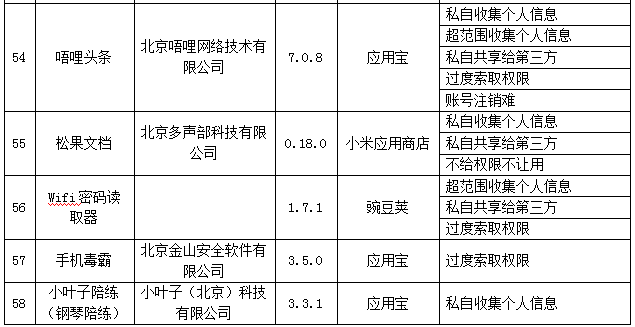 54 唔哩头条 北京唔哩网络技术有限公司 7.0.8 应用宝 私自收集个人信息
超范围收集个人信息
私自共享给第三方
过度索取权限
账号注销难
55 松果文档 北京多声部科技有限公司 0.18.0 小米应用商店 私自收集个人信息
私自共享给第三方
不给权限不让用
56 Wifi密码读取器 1.7.1 豌豆荚 超范围收集个人信息
私自共享给第三方
过度索取权限
57 手机毒霸 北京金山安全软件有限公司 3.5.0 应用宝 过度索取权限
58 小叶子陪练（钢琴陪练） 小叶子（北京）科技有限公司 3.3.1 应用宝 私自收集个人信息